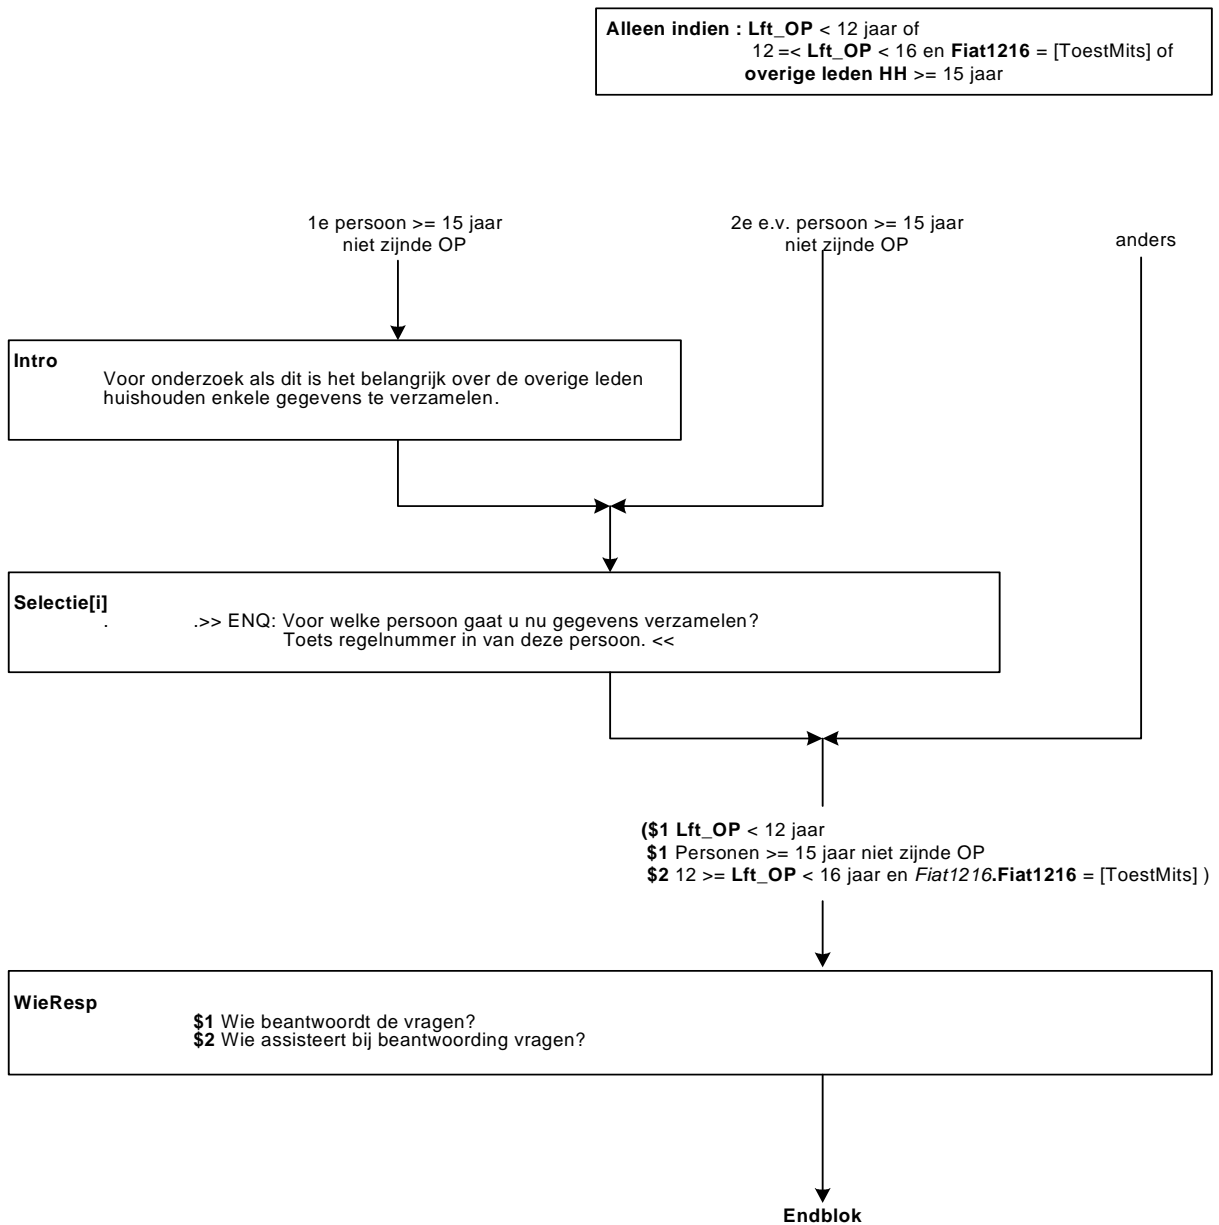 Alleen indien : Lft_OP < 12 jaar of
12 =< Lft_OP < 16 en Fiat1216 = [ToestMits] of
overige leden HH >= 15 jaar
1e persoon >= 15 jaar
niet zijnde OP
2e e.v. persoon >= 15 jaar
niet zijnde OP
anders
Intro
Voor onderzoek als dit is het belangrijk over de overige leden
huishouden enkele gegevens te verzamelen.
Selectie[i]
. .>> ENQ: Voor welke persoon gaat u nu gegevens verzamelen?
Toets regelnummer in van deze persoon. <<
($1 Lft_OP < 12 jaar
$1 Personen >= 15 jaar niet zijnde OP
$2 12 >= Lft_OP < 16 jaar en Fiat1216.Fiat1216 = [ToestMits] )
WieResp
$1 Wie beantwoordt de vragen?
$2 Wie assisteert bij beantwoording vragen?
Endblok